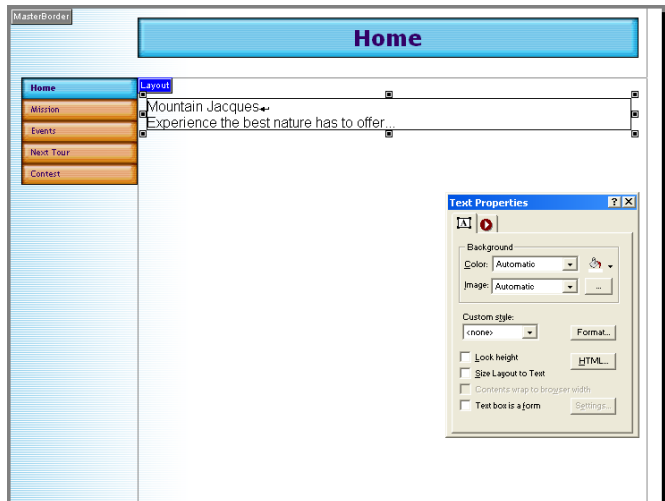 MasterBorder
Home
Home
Mission
Events
Next Tour
Contest
Layout
Mountain Jacques
Experience the best nature has to offer...
Text Properties
Background
Color: Automatic
Image: Automatic
...
Custom style:
<none>
Format...
Lock height
HTML...
Size Layout to Text
Contents wrap to browser width
Text box is a form
Settings...